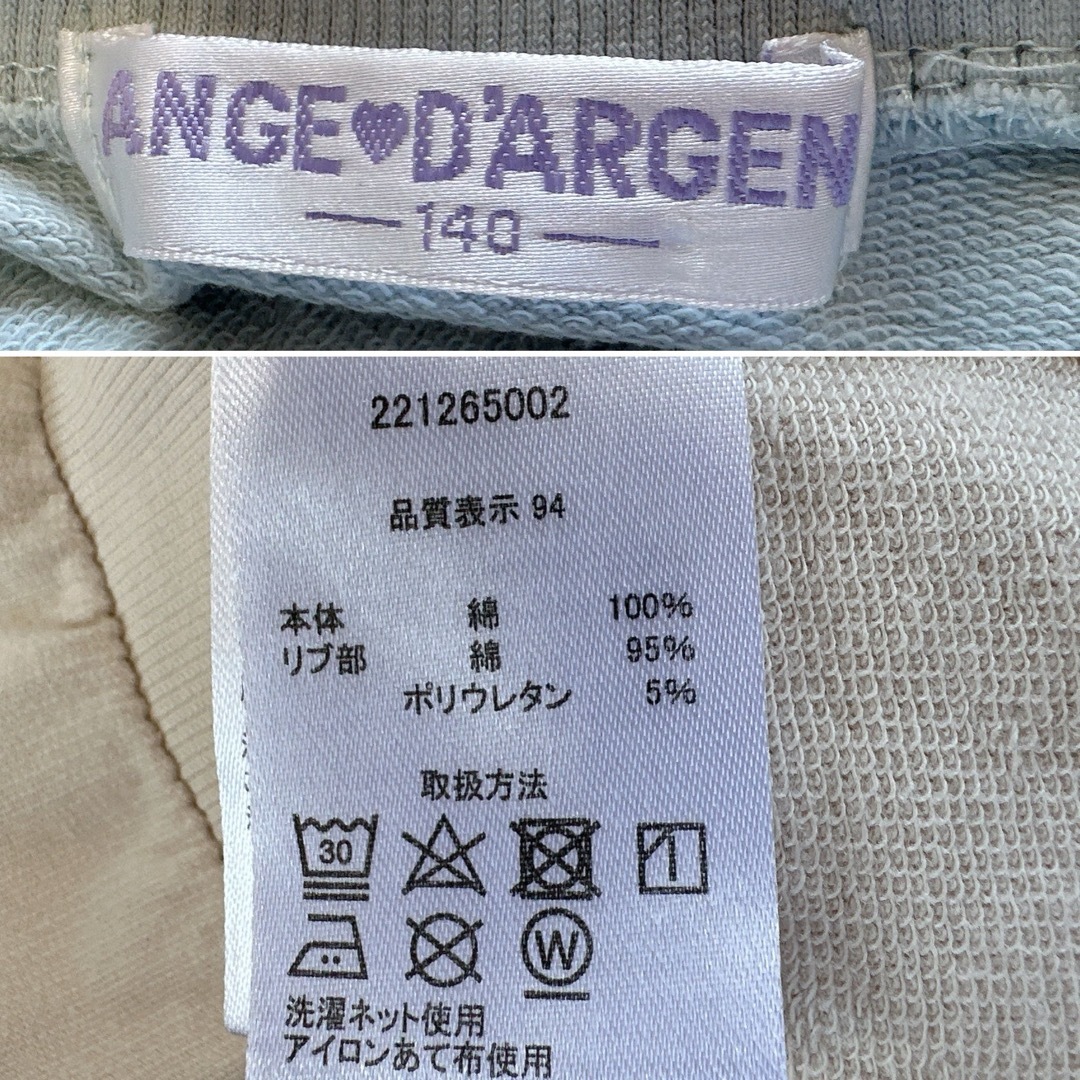 ANGE♥D'ARGEN
140
221265002
品質表示 94
本体 綿 100%
リブ部 綿 95%
ポリウレタン 5%
取扱方法
30
W
洗濯ネット使用
アイロンあて布使用